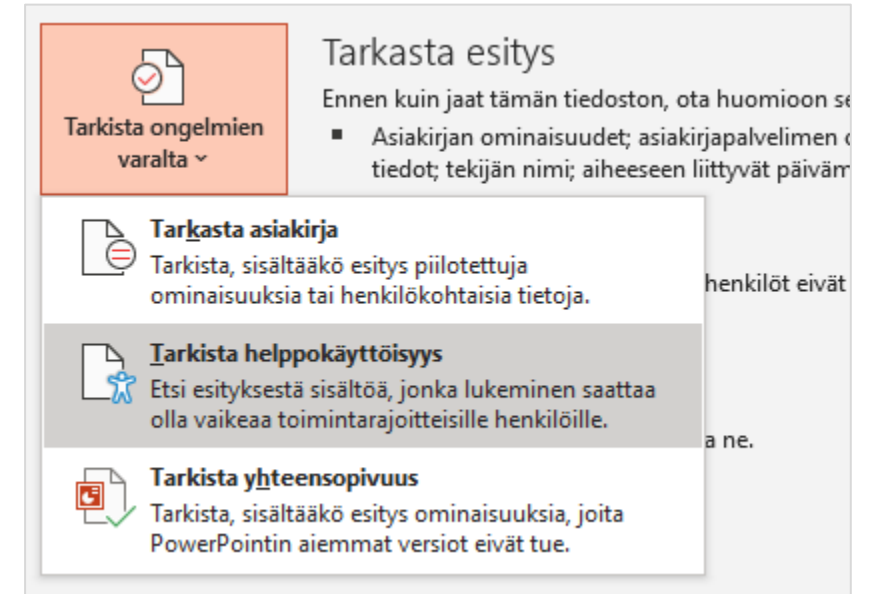 Tarkasta esitys
Ennen kuin jaat tämän tiedoston, ota huomioon
Tarkista ongelmien
varalta
▪ Asiakirjan ominaisuudet; asiakirjapalvelimen
tiedot; tekijän nimi; aiheeseen liittyvät
Tarkasta asiakirja
Tarkista, sisältääkö esitys piilotettuja
ominaisuuksia tai henkilökohtaisia tietoja.
henkilöt eivät
Tarkista helppokäyttöisyys
Etsi esityksestä sisältöä, jonka lukeminen saattaa
olla vaikeaa toimintarajoitteisille henkilöille.
a ne.
Tarkista yhteensopivuus
Tarkista, sisältääkö esitys ominaisuuksia, joita
PowerPointin aiemmat versiot eivät tue.